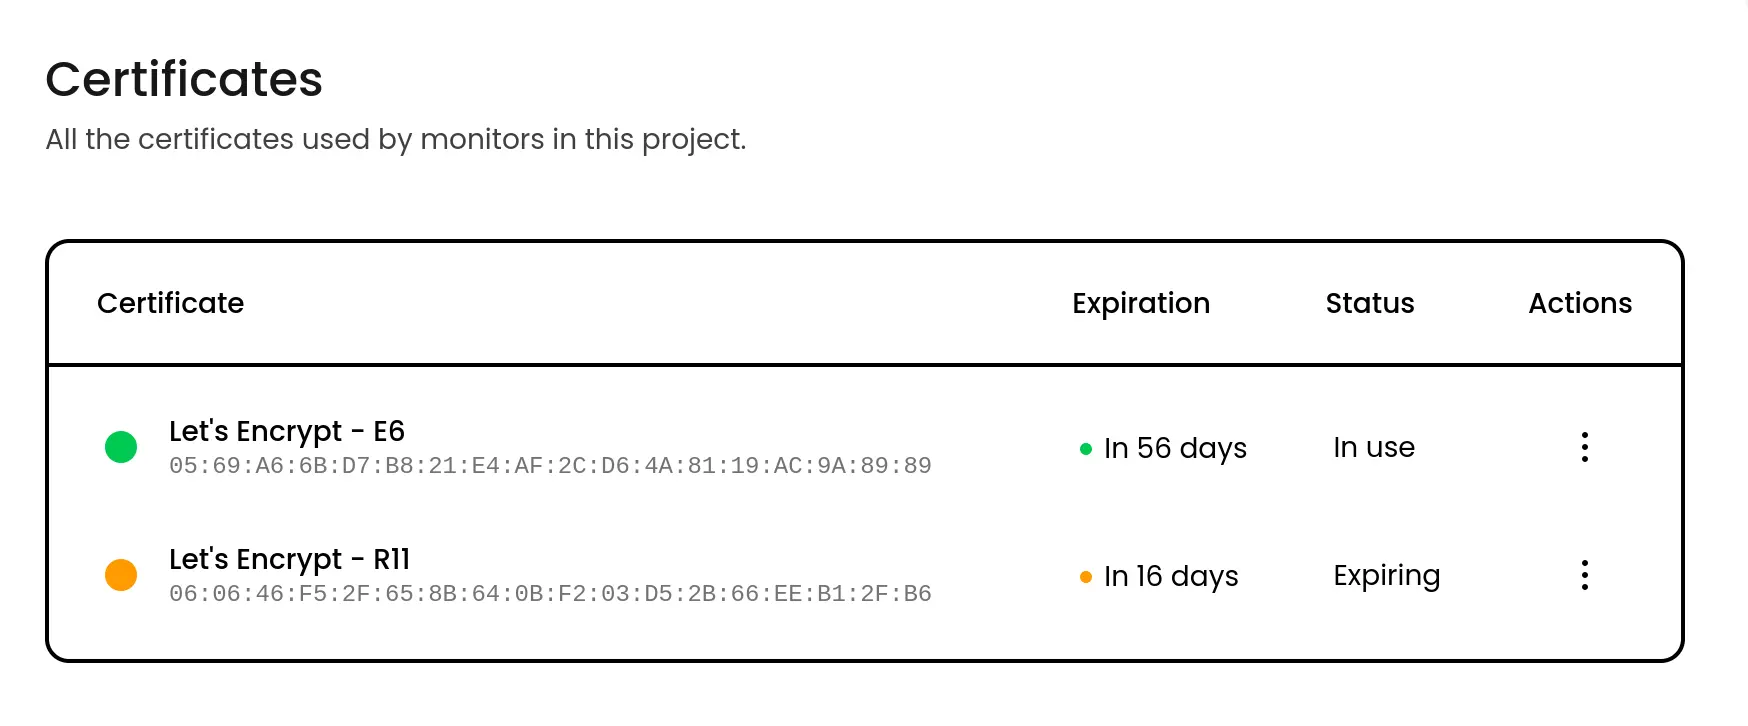 Certificates
All the certificates used by monitors in this project.
Certificate Expiration Status Actions
Let's Encrypt - E6
05:69:A6:6B:D7:B8:21:E4:AF:2C:D6:4A:81:19:AC:9A:89:89
In 56 days
In use
Let's Encrypt - R11
06:06:46:F5:2F:65:8B:64:0B:F2:03:D5:2B:66:EE:B1:2F:B6
In 16 days
Expiring